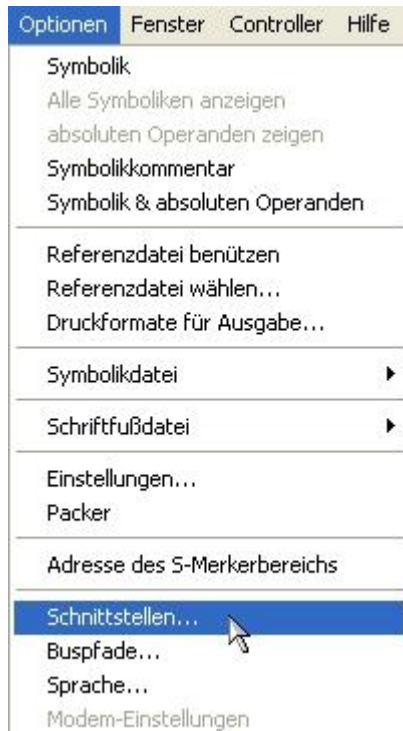 Optionen Fenster Controller Hilfe
Symbolik
Alle Symboliken anzeigen
absoluten Operanden zeigen
Symbolikkommentar
Symbolik & absoluten Operanden
Referenzdatei benützen
Referenzdatei wählen...
Druckformate für Ausgabe...
Symbolikdatei
Schriftfußdatei
Einstellungen...
Packer
Adresse des S-Merkerbereichs
Schnittstellen...
Buspfade...
Sprache...
Modem-Einstellungen